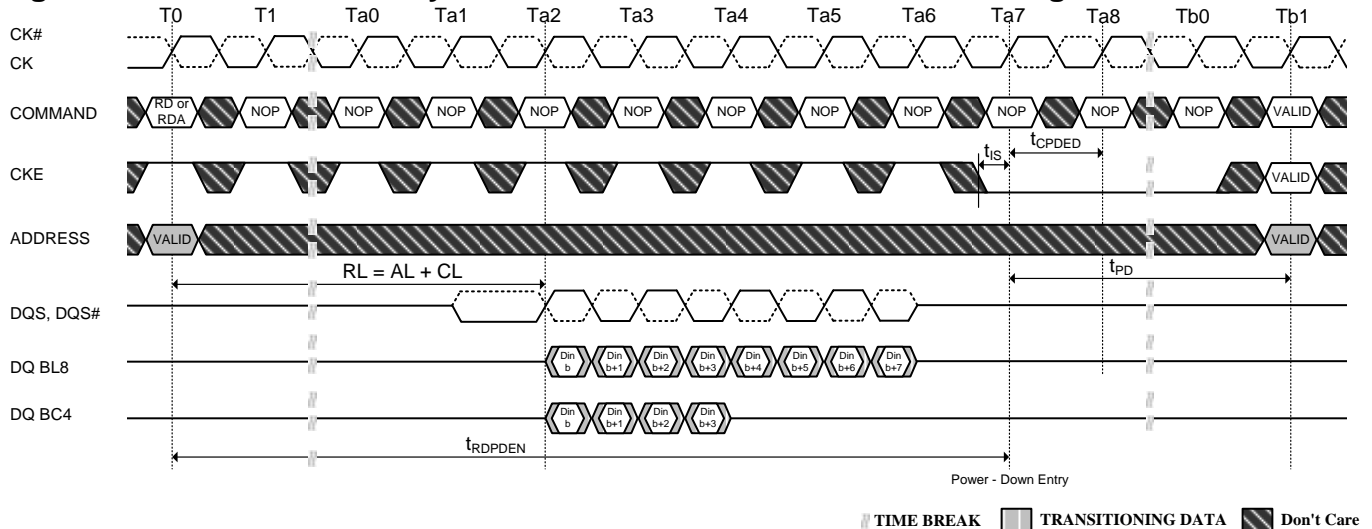 T0 T1 Ta0 Ta1 Ta2 Ta3 Ta4 Ta5 Ta6 Ta7 Ta8 Tb0 Tb1
CK#
CK
COMMAND
RD or
RDA
NOP NOP NOP NOP NOP NOP NOP NOP NOP NOP NOP VALID
tIS
tCPDED
CKE
VALID
ADDRESS
VALID
VALID
RL = AL + CL
tPD
DQS, DQS#
DQ BL8
Din b Din b+1 Din b+2 Din b+3 Din b+4 Din b+5 Din b+6 Din b+7
DQ BC4
Din b Din b+1 Din b+2 Din b+3
tRDPDEN
Power - Down Entry
TIME BREAK TRANSITIONING DATA Don't Care